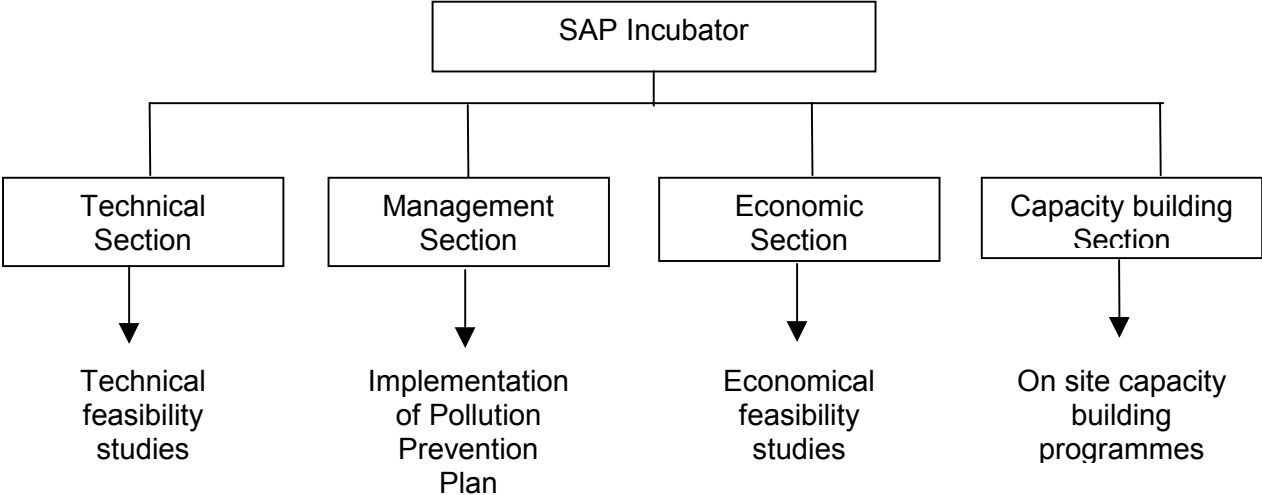 SAP Incubator
Technical
Section
Management
Section
Economic
Section
Capacity building
Section
Technical
feasibility
studies
Implementation
of Pollution
Prevention
Plan
Economical
feasibility
studies
On site capacity
building
programmes